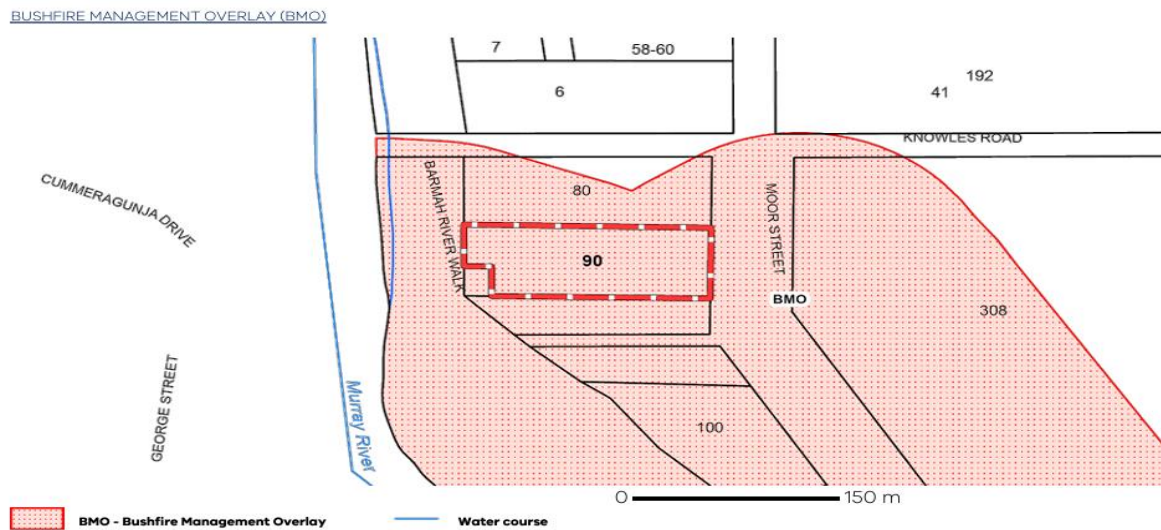 BUSHFIRE MANAGEMENT OVERLAY (BMO)
7
58-60
6
192
41
KNOWLES ROAD
CUMMERAGUNJA DRIVE
BARMAH RIVER WALK
80
MOOR STREET
90
BMO
308
GEORGE STREET
Murray River
100
0 150 m
BMO - Bushfire Management Overlay
Water course